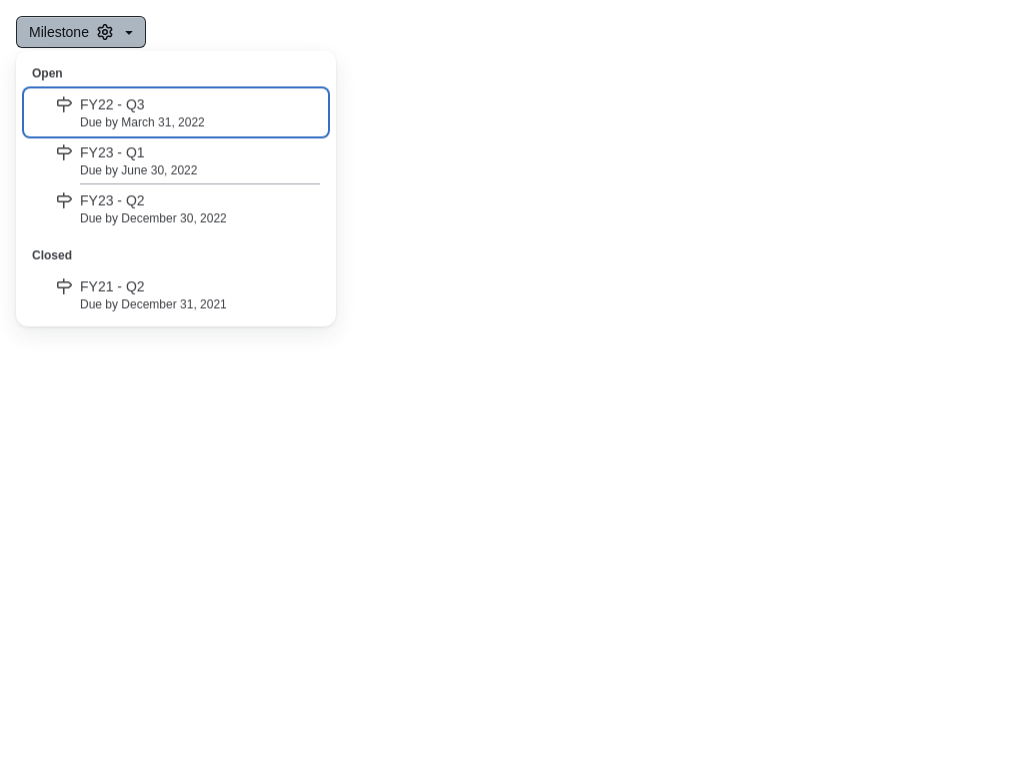 Milestone
Open
FY22 - Q3
Due by March 31, 2022
FY23 - Q1
Due by June 30, 2022
FY23 - Q2
Due by December 30, 2022
Closed
FY21 - Q2
Due by December 31, 2021